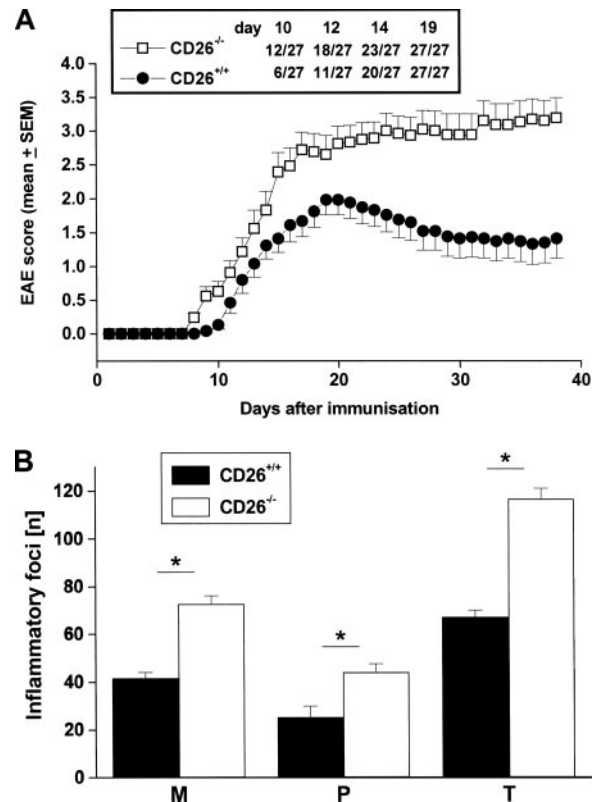 A
day 10 12 14 19
CD26-/- 12/27 18/27 23/27 27/27
CD26+/+ 6/27 11/27 20/27 27/27
4.0
3.5
3.0
2.5
2.0
1.5
1.0
0.5
0.0
EAE score (mean ± SEM)
0 10 20 30 40
Days after immunisation
B
CD26+/+
CD26-/-
* * *
120
100
80
60
40
20
0
Inflammatory foci [n]
M P T